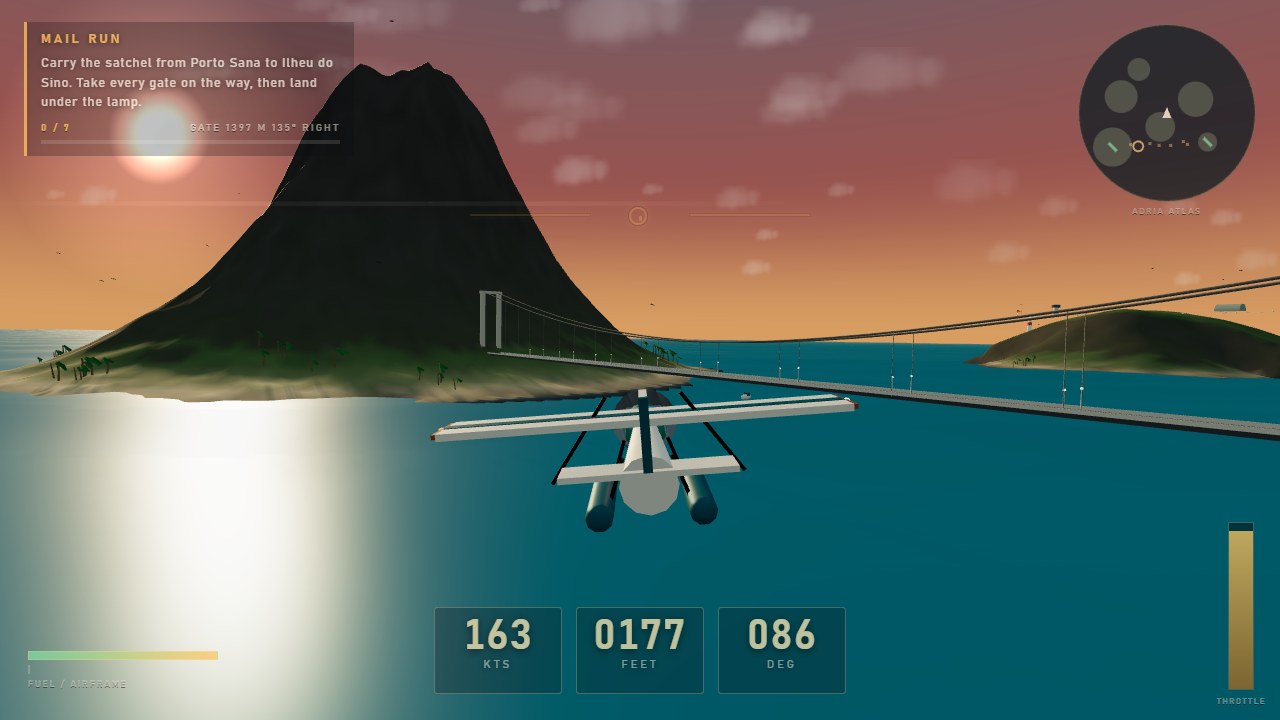 MAIL RUN
Carry the satchel from Porto Sana to Ilheu do
Sino. Take every gate on the way, then land
under the lamp.
0 / 7
GATE 1397 M 135° RIGHT
ADRIA ATLAS
163
KTS
0177
FEET
086
DEG
FUEL / AIRFRAME
THROTTLE